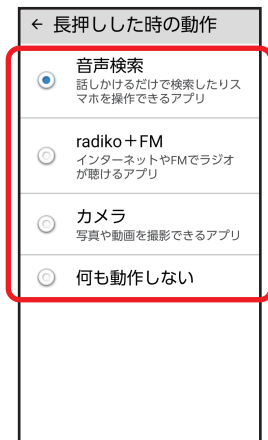 ← 長押しした時の動作
音声検索
話しかけるだけで検索したりス
マホを操作できるアプリ
radiko+FM
インターネットやFMでラジオ
が聴けるアプリ
カメラ
写真や動画を撮影できるアプリ
何も動作しない